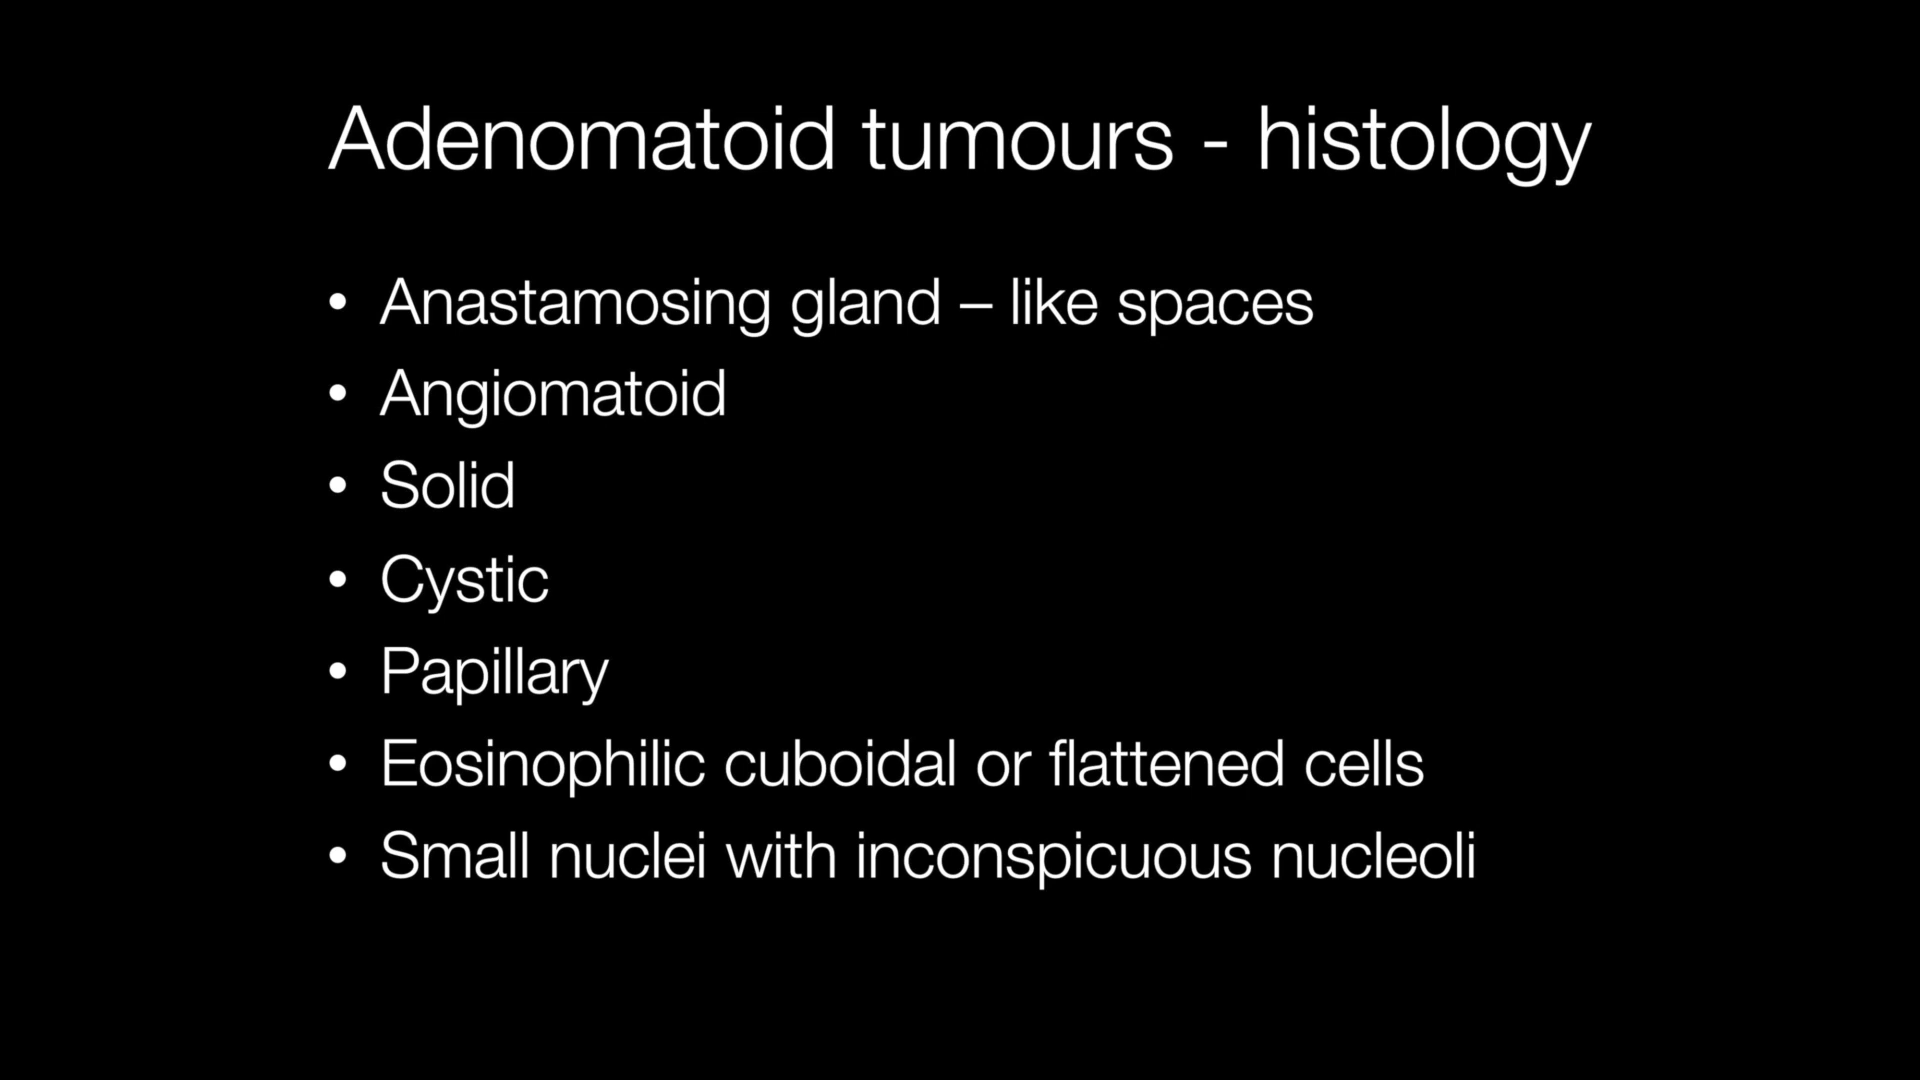 Adenomatoid tumours - histology
• Anastamosing gland – like spaces
• Angiomatoid
• Solid
• Cystic
• Papillary
• Eosinophilic cuboidal or flattened cells
• Small nuclei with inconspicuous nucleoli